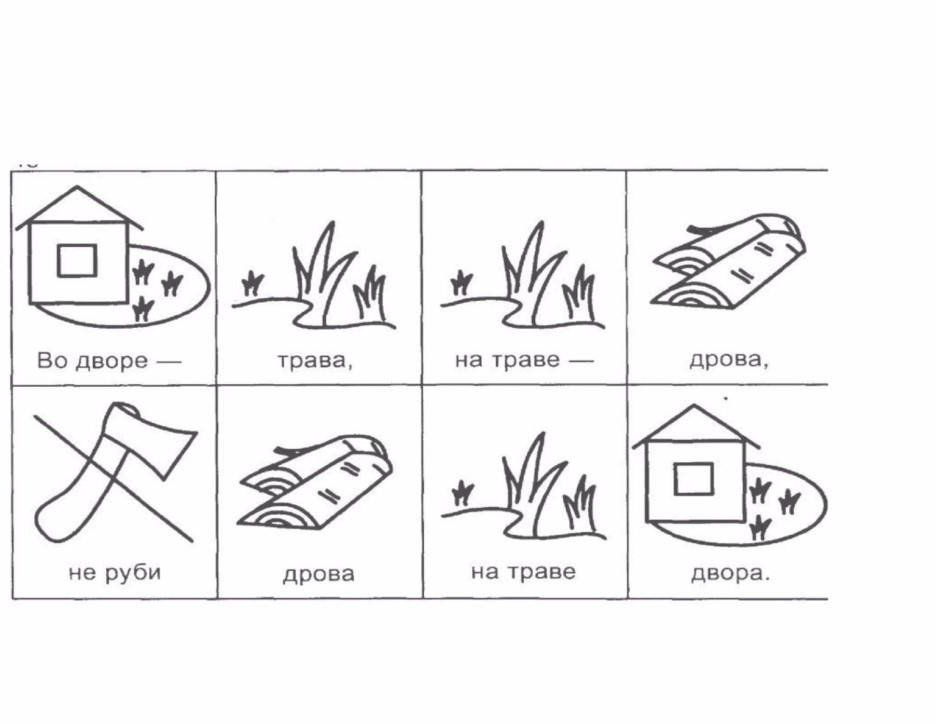 Во дворе — трава, на траве — дрова,
не руби дрова на траве двора.